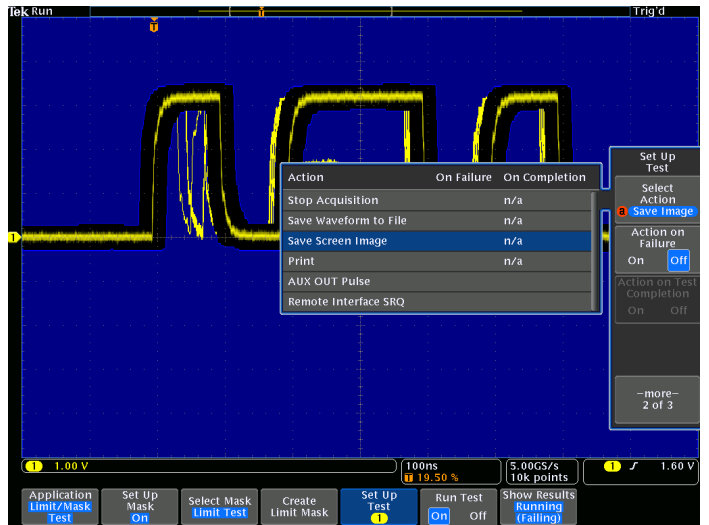 Tek Run Trig'd
T
T
Action On Failure On Completion
Stop Acquisition n/a
Save Waveform to File n/a
Save Screen Image n/a
Print n/a
AUX OUT Pulse
Remote Interface SRQ
1
Set Up
Test
Select
Action
a Save Image
Action on
Failure
On Off
Action on Test
Completion
On Off
—more—
2 of 3
1 1.00 V
100ns
T 19.50 %
5.00GS/s
10k points
1 1.60 V
Application
Limit/Mask
Test
Set Up
Mask
On
Select Mask
Limit Test
Create
Limit Mask
Set Up
Test
1
Run Test
On Off
Show Results
Running
(Failing)